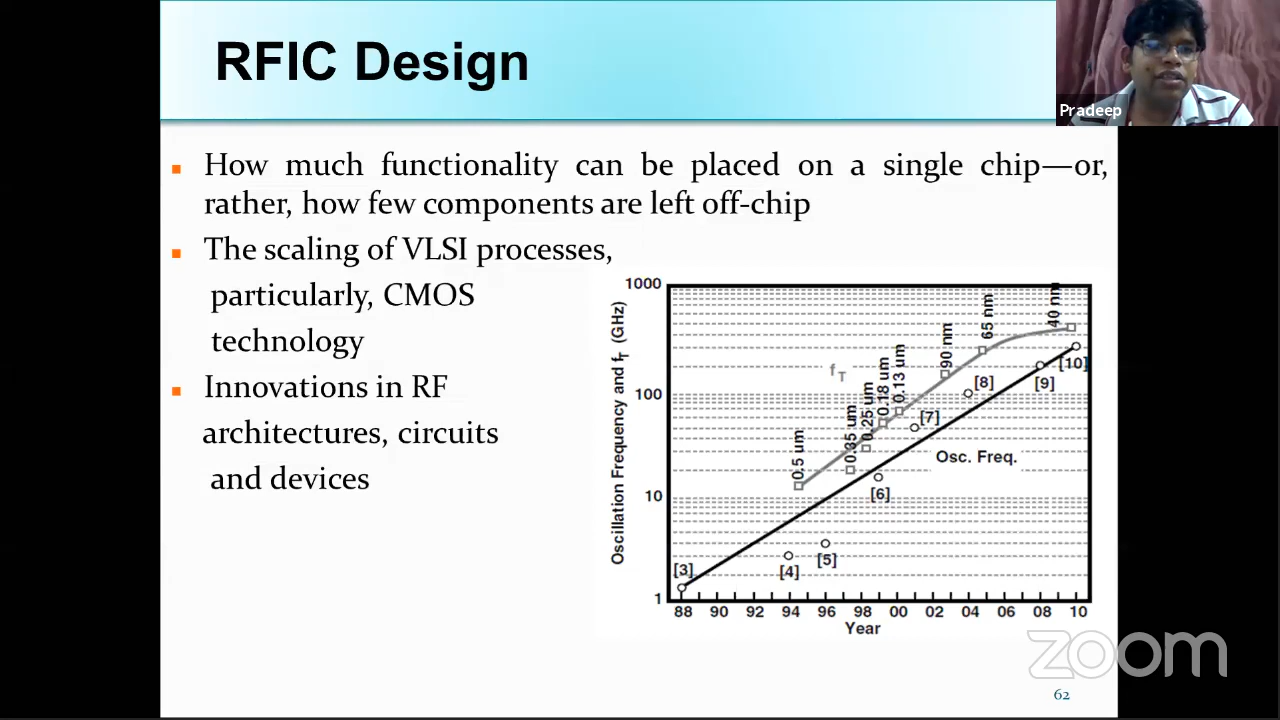 RFIC Design
Pradeep
How much functionality can be placed on a single chip—or,
rather, how few components are left off-chip
The scaling of VLSI processes,
particularly, CMOS
technology
Innovations in RF
architectures, circuits
and devices
Oscillation Frequency and fT (GHz)
1000
100
10
1
0.5 um
0.35 um
0.25 um
0.18 um
0.13 um
90 nm
65 nm
40 nm
fT
[3]
[4]
[5]
[6]
[7]
[8]
[9]
[10]
Osc. Freq.
88 90 92 94 96 98 00 02 04 06 08 10
Year
zoom
62